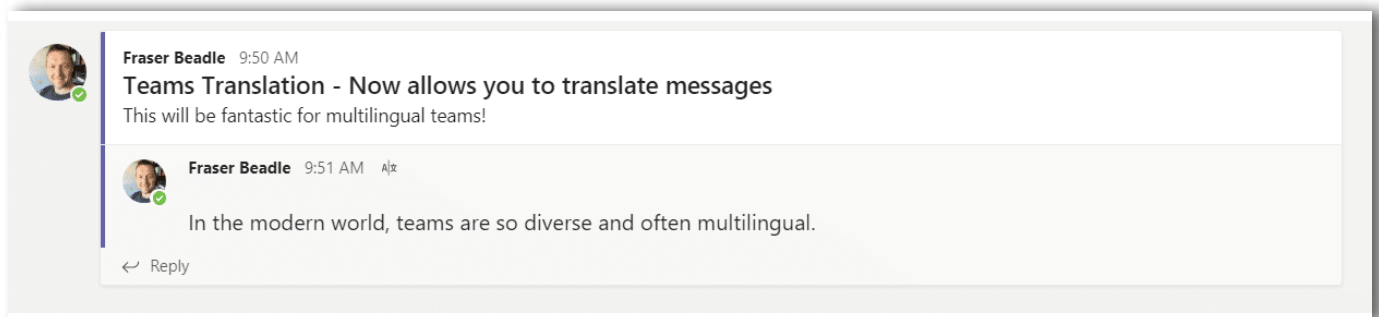 Fraser Beadle 9:50 AM
Teams Translation - Now allows you to translate messages
This will be fantastic for multilingual teams!
Fraser Beadle 9:51 AM
In the modern world, teams are so diverse and often multilingual.
Reply